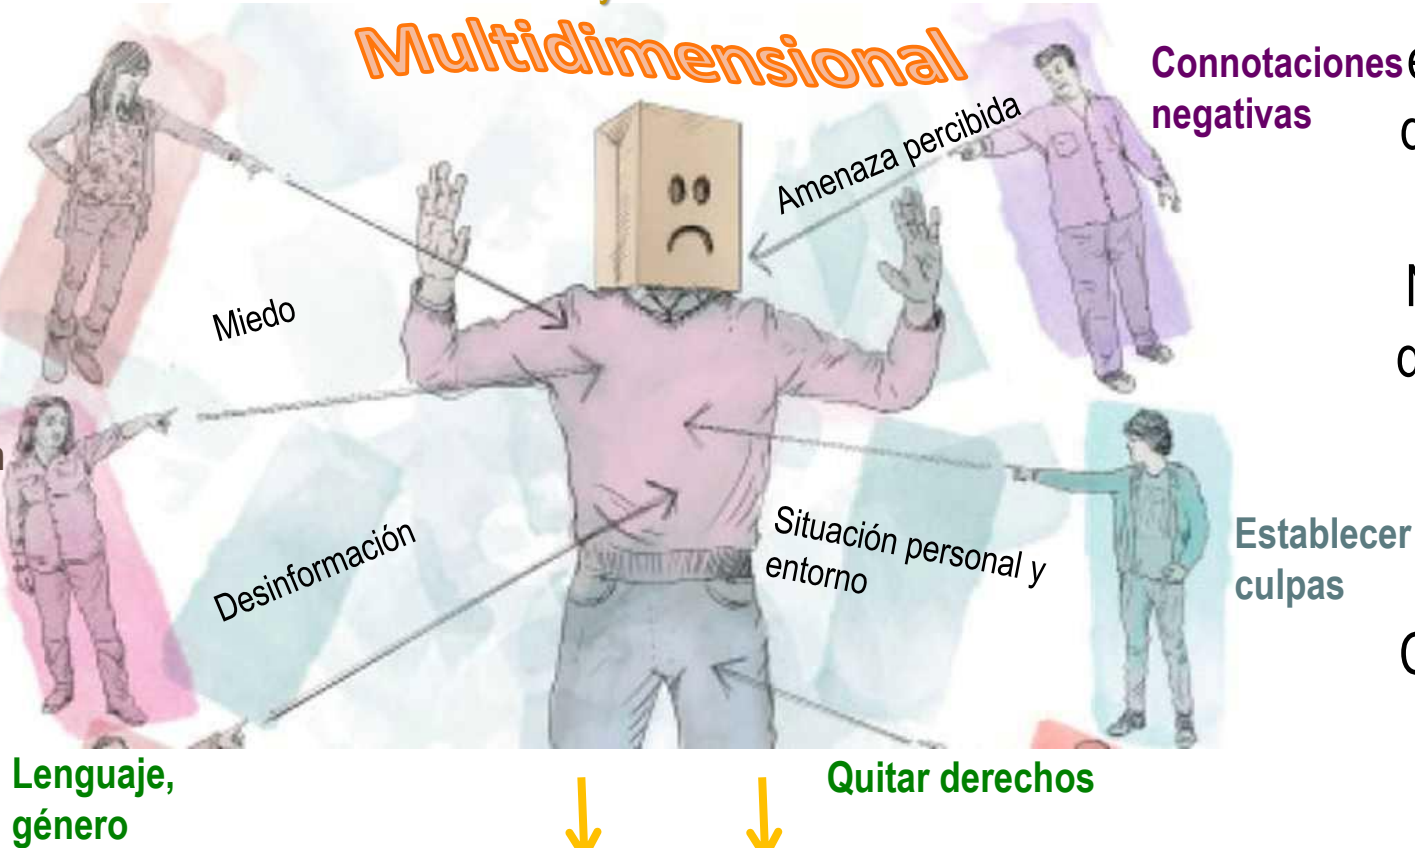 Multidimensional
Connotaciones
negativas
Amenaza percibida
Miedo
Desinformación
Situación personal y
entorno
Establecer
culpas
Lenguaje,
género
Quitar derechos